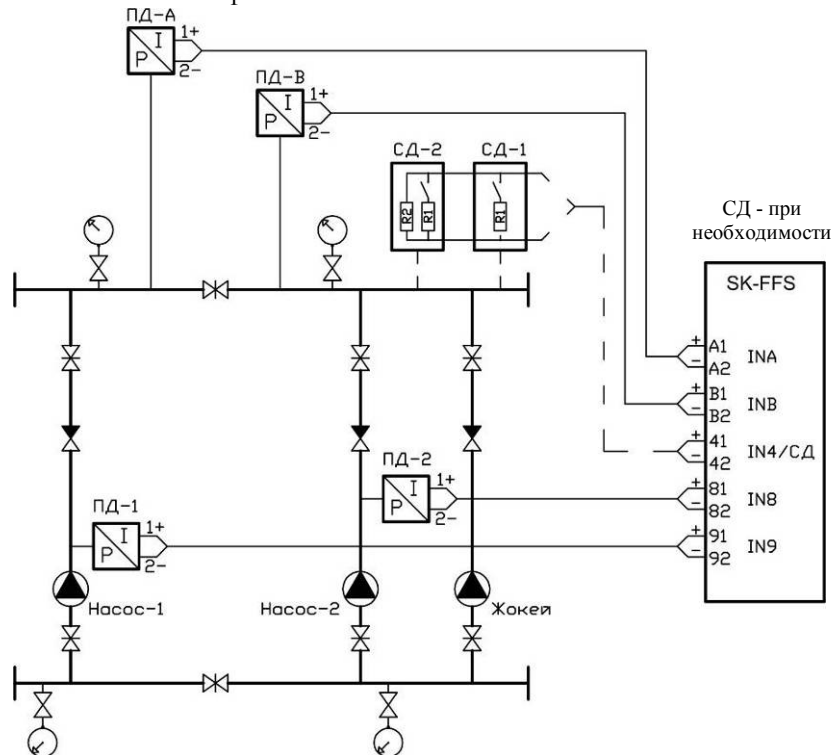 ПД-А
I
P
1+
2-
ПД-В
I
P
1+
2-
СД-2
СД-1
R2
R1
R1
СД - при
необходимости
SK-FFS
+
A1
INA
−
A2
+
B1
INB
−
B2
+
41
IN4/СД
−
42
+
81
IN8
−
82
+
91
IN9
−
92
ПД-2
I
P
1+
2-
ПД-1
I
P
1+
2-
Насос-1
Насос-2
Жокей